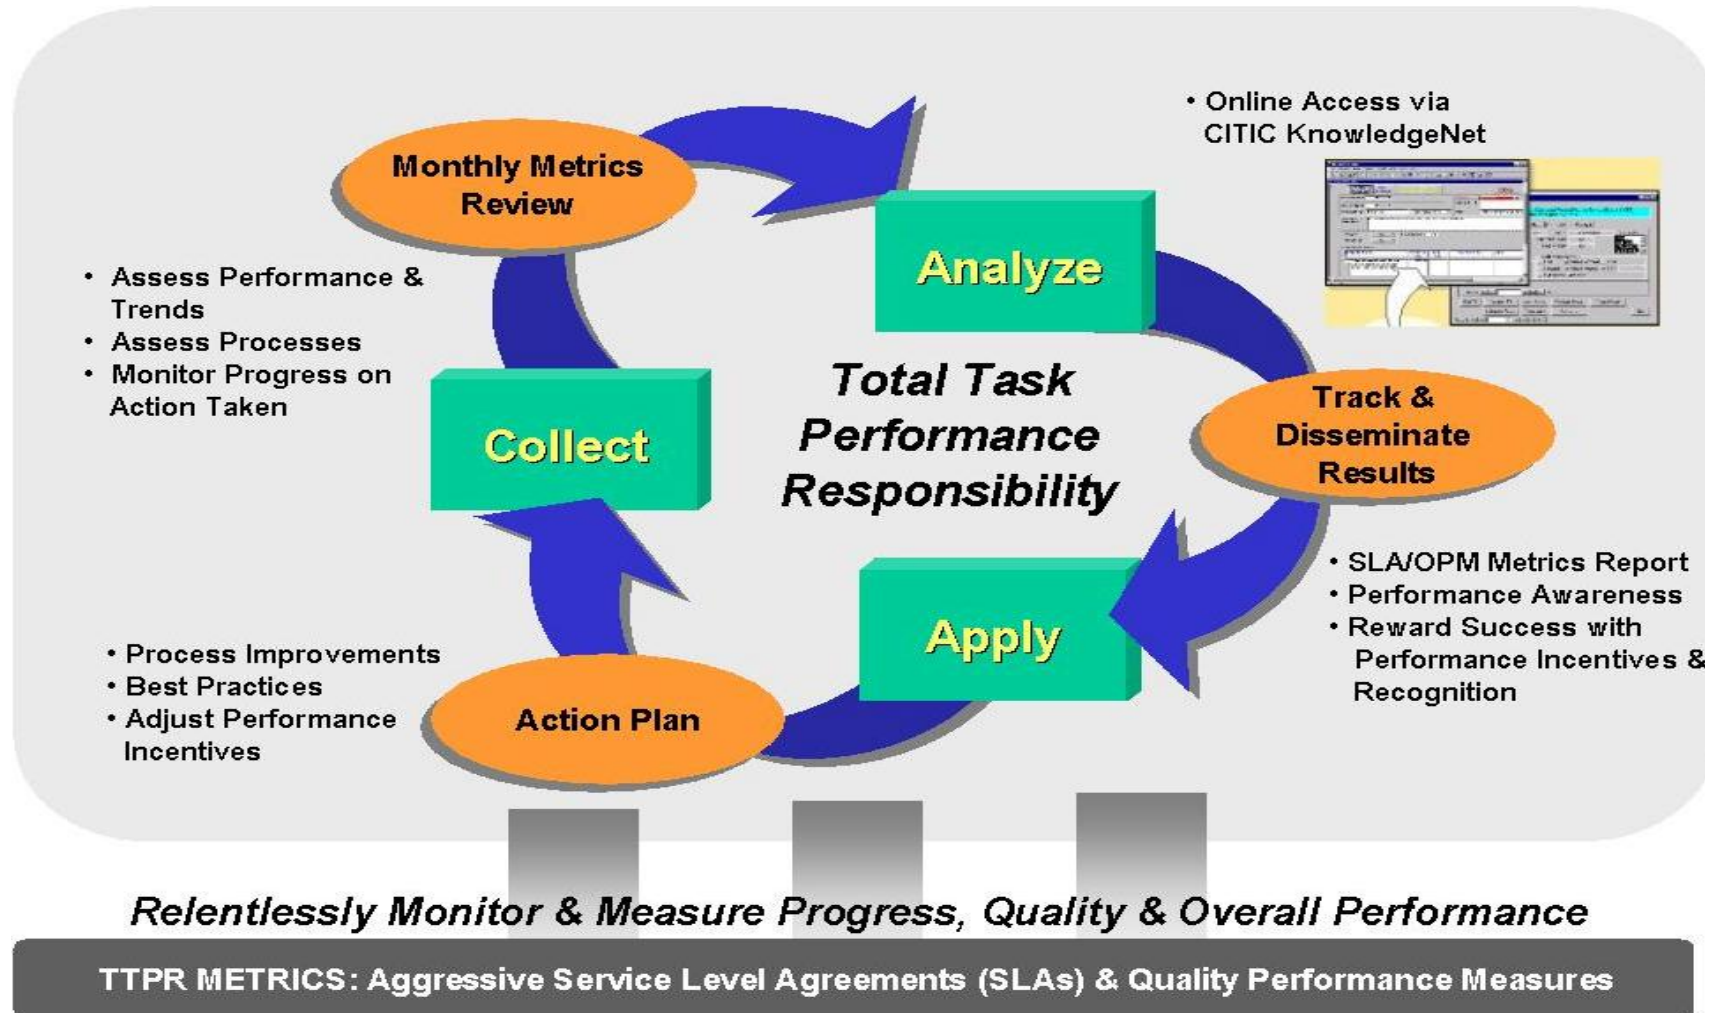 • Online Access via
CITIC KnowledgeNet
Monthly Metrics
Review
Analyze
• Assess Performance &
Trends
• Assess Processes
• Monitor Progress on
Action Taken
Collect
Total Task
Performance
Responsibility
Track &
Disseminate
Results
• SLA/OPM Metrics Report
• Performance Awareness
• Reward Success with
Performance Incentives &
Recognition
Apply
• Process Improvements
• Best Practices
• Adjust Performance
Incentives
Action Plan
Relentlessly Monitor & Measure Progress, Quality & Overall Performance
TTPR METRICS: Aggressive Service Level Agreements (SLAs) & Quality Performance Measures